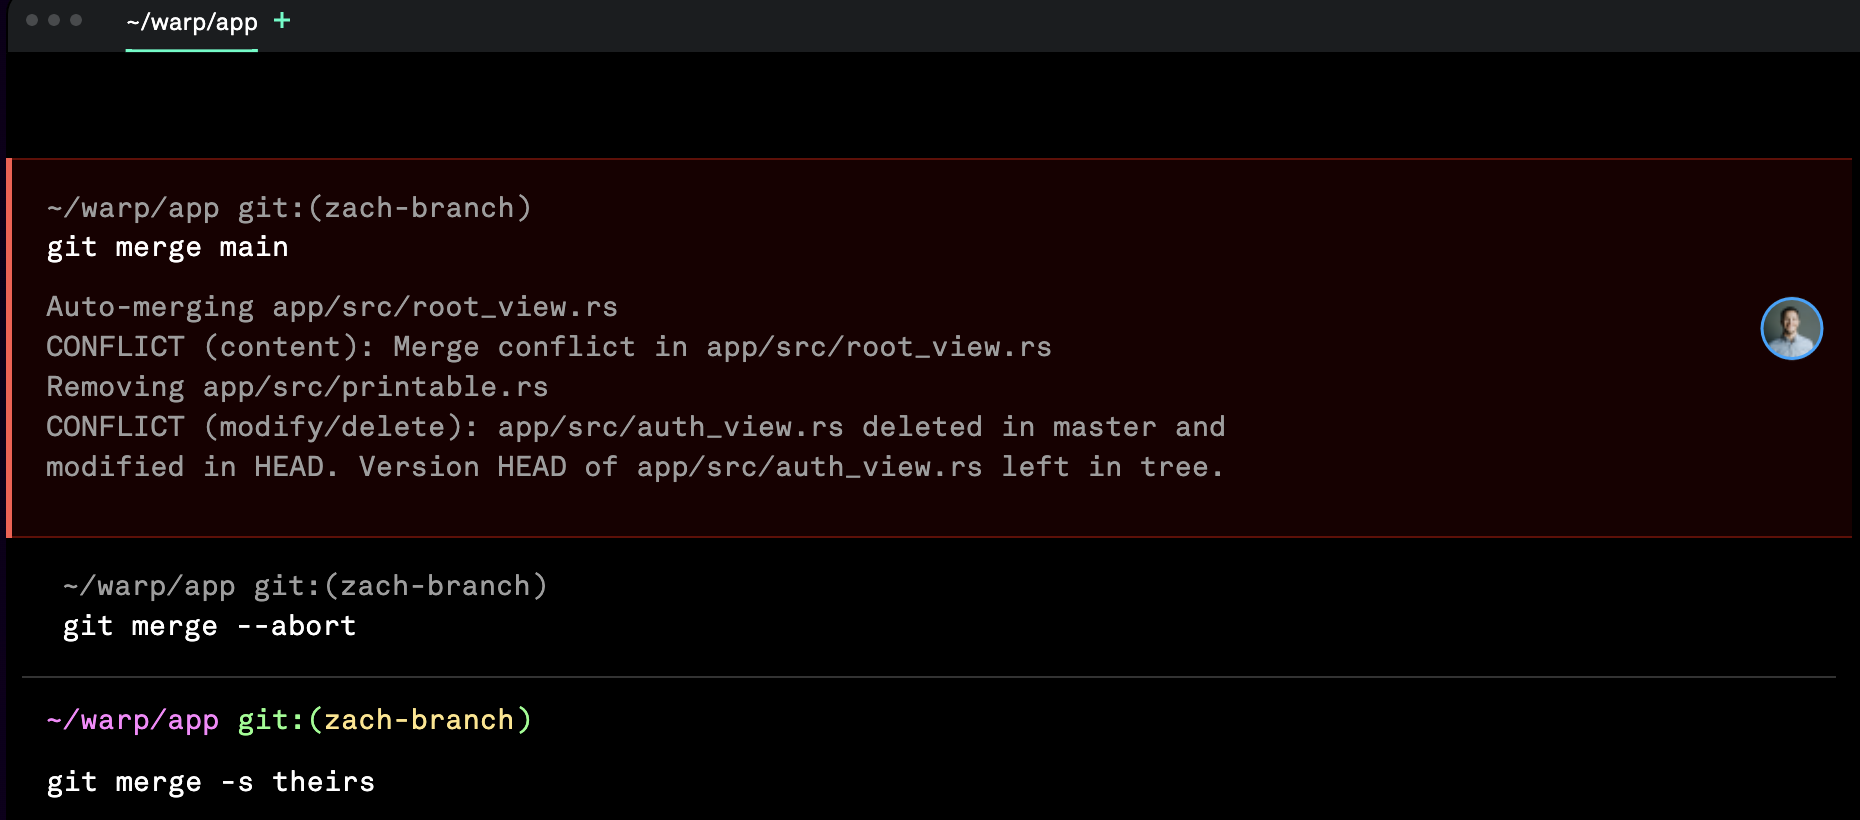 ~/warp/app +
~/warp/app git:(zach-branch)
git merge main
Auto-merging app/src/root_view.rs
CONFLICT (content): Merge conflict in app/src/root_view.rs
Removing app/src/printable.rs
CONFLICT (modify/delete): app/src/auth_view.rs deleted in master and
modified in HEAD. Version HEAD of app/src/auth_view.rs left in tree.
~/warp/app git:(zach-branch)
git merge --abort
~/warp/app git:(zach-branch)
git merge -s theirs